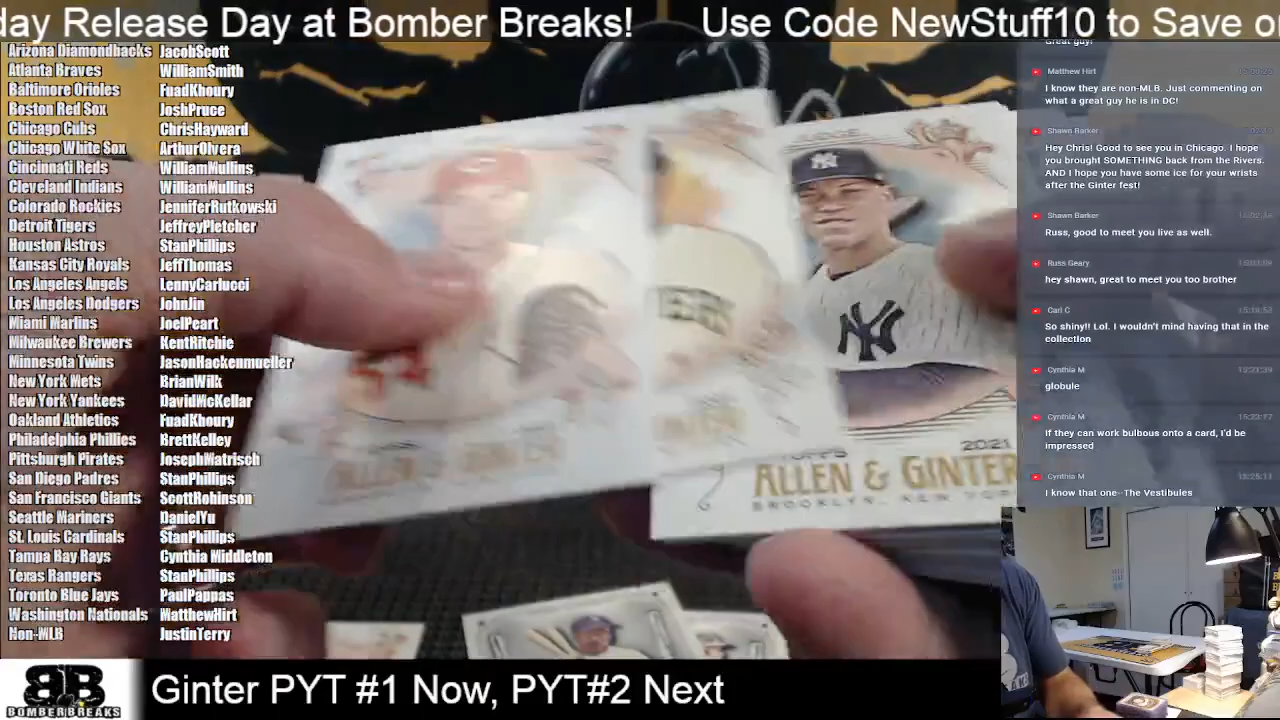 day Release Day at Bomber Breaks! Use Code NewStuff10 to Save o
Arizona Diamondbacks JacobScott
Atlanta Braves WilliamSmith
Baltimore Orioles FuadKhoury
Boston Red Sox JoshPruce
Chicago Cubs ChrisHayward
Chicago White Sox ArthurOlvera
Cincinnati Reds WilliamMullins
Cleveland Indians WilliamMullins
Colorado Rockies JenniferRutkowski
Detroit Tigers JeffreyPletcher
Houston Astros StanPhillips
Kansas City Royals JeffThomas
Los Angeles Angels LennyCarlucci
Los Angeles Dodgers JohnJin
Miami Marlins JoelPeart
Milwaukee Brewers KentRitchie
Minnesota Twins JasonHackenmueller
New York Mets BrianWilk
New York Yankees DavidMcKellar
Oakland Athletics FuadKhoury
Philadelphia Phillies BrettKelley
Pittsburgh Pirates JosephMatrisch
San Diego Padres StanPhillips
San Francisco Giants ScottRobinson
Seattle Mariners DanielYu
St. Louis Cardinals StanPhillips
Tampa Bay Rays Cynthia Middleton
Texas Rangers StanPhillips
Toronto Blue Jays PaulPappas
Washington Nationals MatthewHirt
Non-MLB JustinTerry
NY
TOPPS 2021
ALLEN & GINTER
BROOKLYN, NEW YOR
ALLEN & GINTER
Great guy!
Matthew Hirt
I know they are non-MLB. Just commenting on
what a great guy he is in DC!
Shawn Barker
Hey Chris! Good to see you in Chicago. I hope
you brought SOMETHING back from the Rivers.
AND I hope you have some ice for your wrists
after the Ginter fest!
Shawn Barker
Russ, good to meet you live as well.
Russ Geary
hey shawn, great to meet you too brother
Carl C
So shiny!! Lol. I wouldn't mind having that in the
collection
Cynthia M
globule
Cynthia M
if they can work bulbous onto a card, I'd be
impressed
Cynthia M
I know that one--The Vestibules
BB
BOMBER BREAKS
Ginter PYT #1 Now, PYT#2 Next